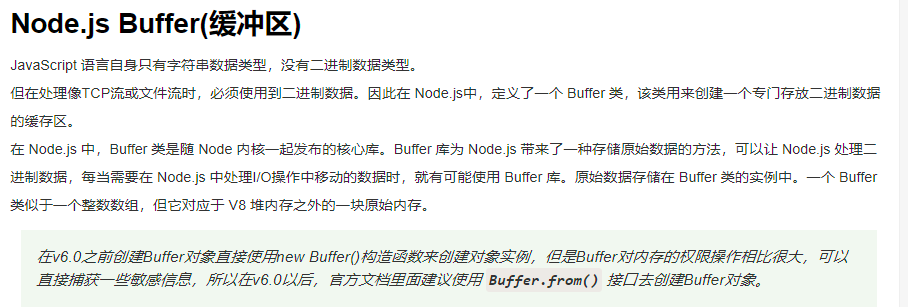 Node.js Buffer(缓冲区)
JavaScript 语言自身只有字符串数据类型，没有二进制数据类型。
但在处理像TCP流或文件流时，必须使用到二进制数据。因此在 Node.js中，定义了一个 Buffer 类，该类用来创建一个专门存放二进制数据
的缓存区。
在 Node.js 中，Buffer 类是随 Node 内核一起发布的核心库。Buffer 库为 Node.js 带来了一种存储原始数据的方法，可以让 Node.js 处理二
进制数据，每当需要在 Node.js 中处理I/O操作中移动的数据时，就有可能使用 Buffer 库。原始数据存储在 Buffer 类的实例中。一个 Buffer
类似于一个整数数组，但它对应于 V8 堆内存之外的一块原始内存。
在v6.0之前创建Buffer对象直接使用new Buffer()构造函数来创建对象实例，但是Buffer对内存的权限操作相比很大，可以
直接捕获一些敏感信息，所以在v6.0以后，官方文档里面建议使用 Buffer.from() 接口去创建Buffer对象。